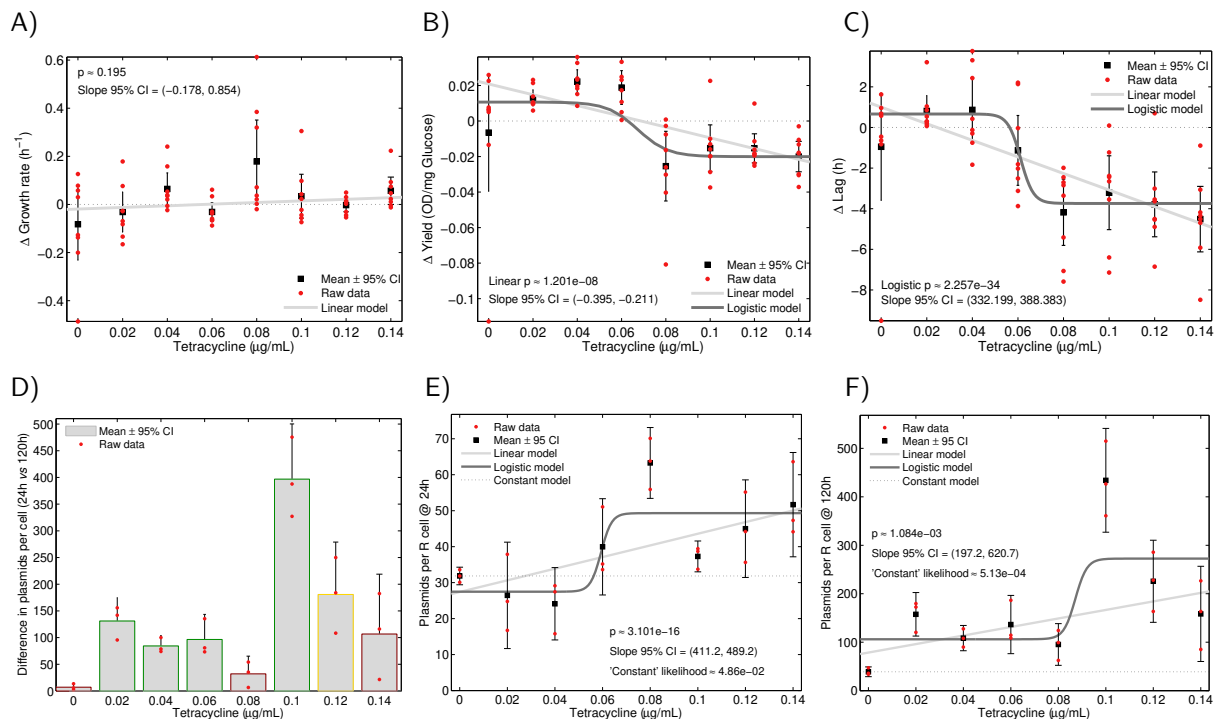 A)
0.6
0.4
0.2
0
−0.2
−0.4
Δ Growth rate (h⁻¹)
p ≈ 0.195
Slope 95% CI = (−0.178, 0.854)
Mean ± 95% CI
Raw data
Linear model
0 0.02 0.04 0.06 0.08 0.1 0.12 0.14
Tetracycline (μg/mL)
B)
0.02
0
−0.02
−0.04
−0.06
−0.08
−0.1
Δ Yield (OD/mg Glucose)
Linear p ≈ 1.201e−08
Slope 95% CI = (−0.395, −0.211)
Mean ± 95% CI
Raw data
Linear model
Logistic model
0 0.02 0.04 0.06 0.08 0.1 0.12 0.14
Tetracycline (μg/mL)
C)
2
0
−2
−4
−6
−8
Δ Lag (h)
Mean ± 95% CI
Raw data
Linear model
Logistic model
Logistic p ≈ 2.257e−34
Slope 95% CI = (332.199, 388.383)
0 0.02 0.04 0.06 0.08 0.1 0.12 0.14
Tetracycline (μg/mL)
D)
500
450
400
350
300
250
200
150
100
50
0
Difference in plasmids per cell (24h vs 120h)
Mean ± 95% CI
Raw data
0 0.02 0.04 0.06 0.08 0.1 0.12 0.14
Tetracycline (μg/mL)
E)
80
70
60
50
40
30
20
10
0
Plasmids per R cell @ 24h
Raw data
Mean ± 95 CI
Linear model
Logistic model
Constant model
p ≈ 3.101e−16
Slope 95% CI = (411.2, 489.2)
'Constant' likelihood ≈ 4.86e−02
0 0.02 0.04 0.06 0.08 0.1 0.12 0.14
Tetracycline (μg/mL)
F)
500
400
300
200
100
0
Plasmids per R cell @ 120h
Raw data
Mean ± 95 CI
Linear model
Logistic model
Constant model
p ≈ 1.084e−03
Slope 95% CI = (197.2, 620.7)
'Constant' likelihood ≈ 5.13e−04
0 0.02 0.04 0.06 0.08 0.1 0.12 0.14
Tetracycline (μg/mL)